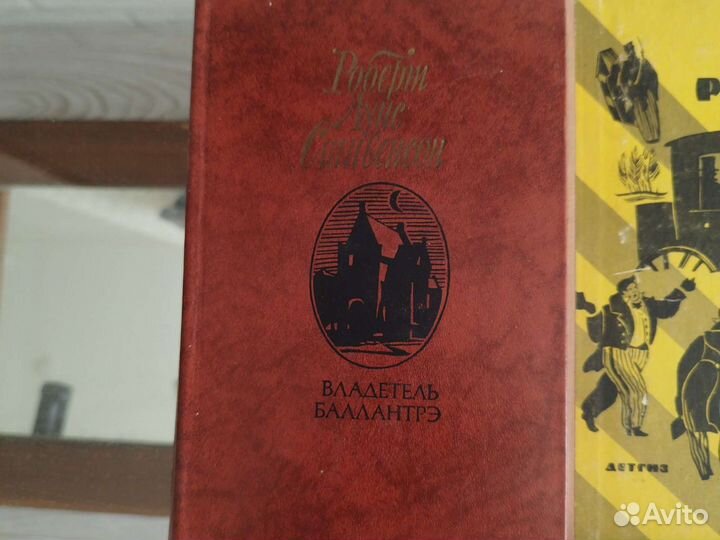 Роберт
Луис
Стивенсон
ВЛАДЕТЕЛЬ
БАЛЛАНТРЭ
Р
ДЕТГИЗ
Avito